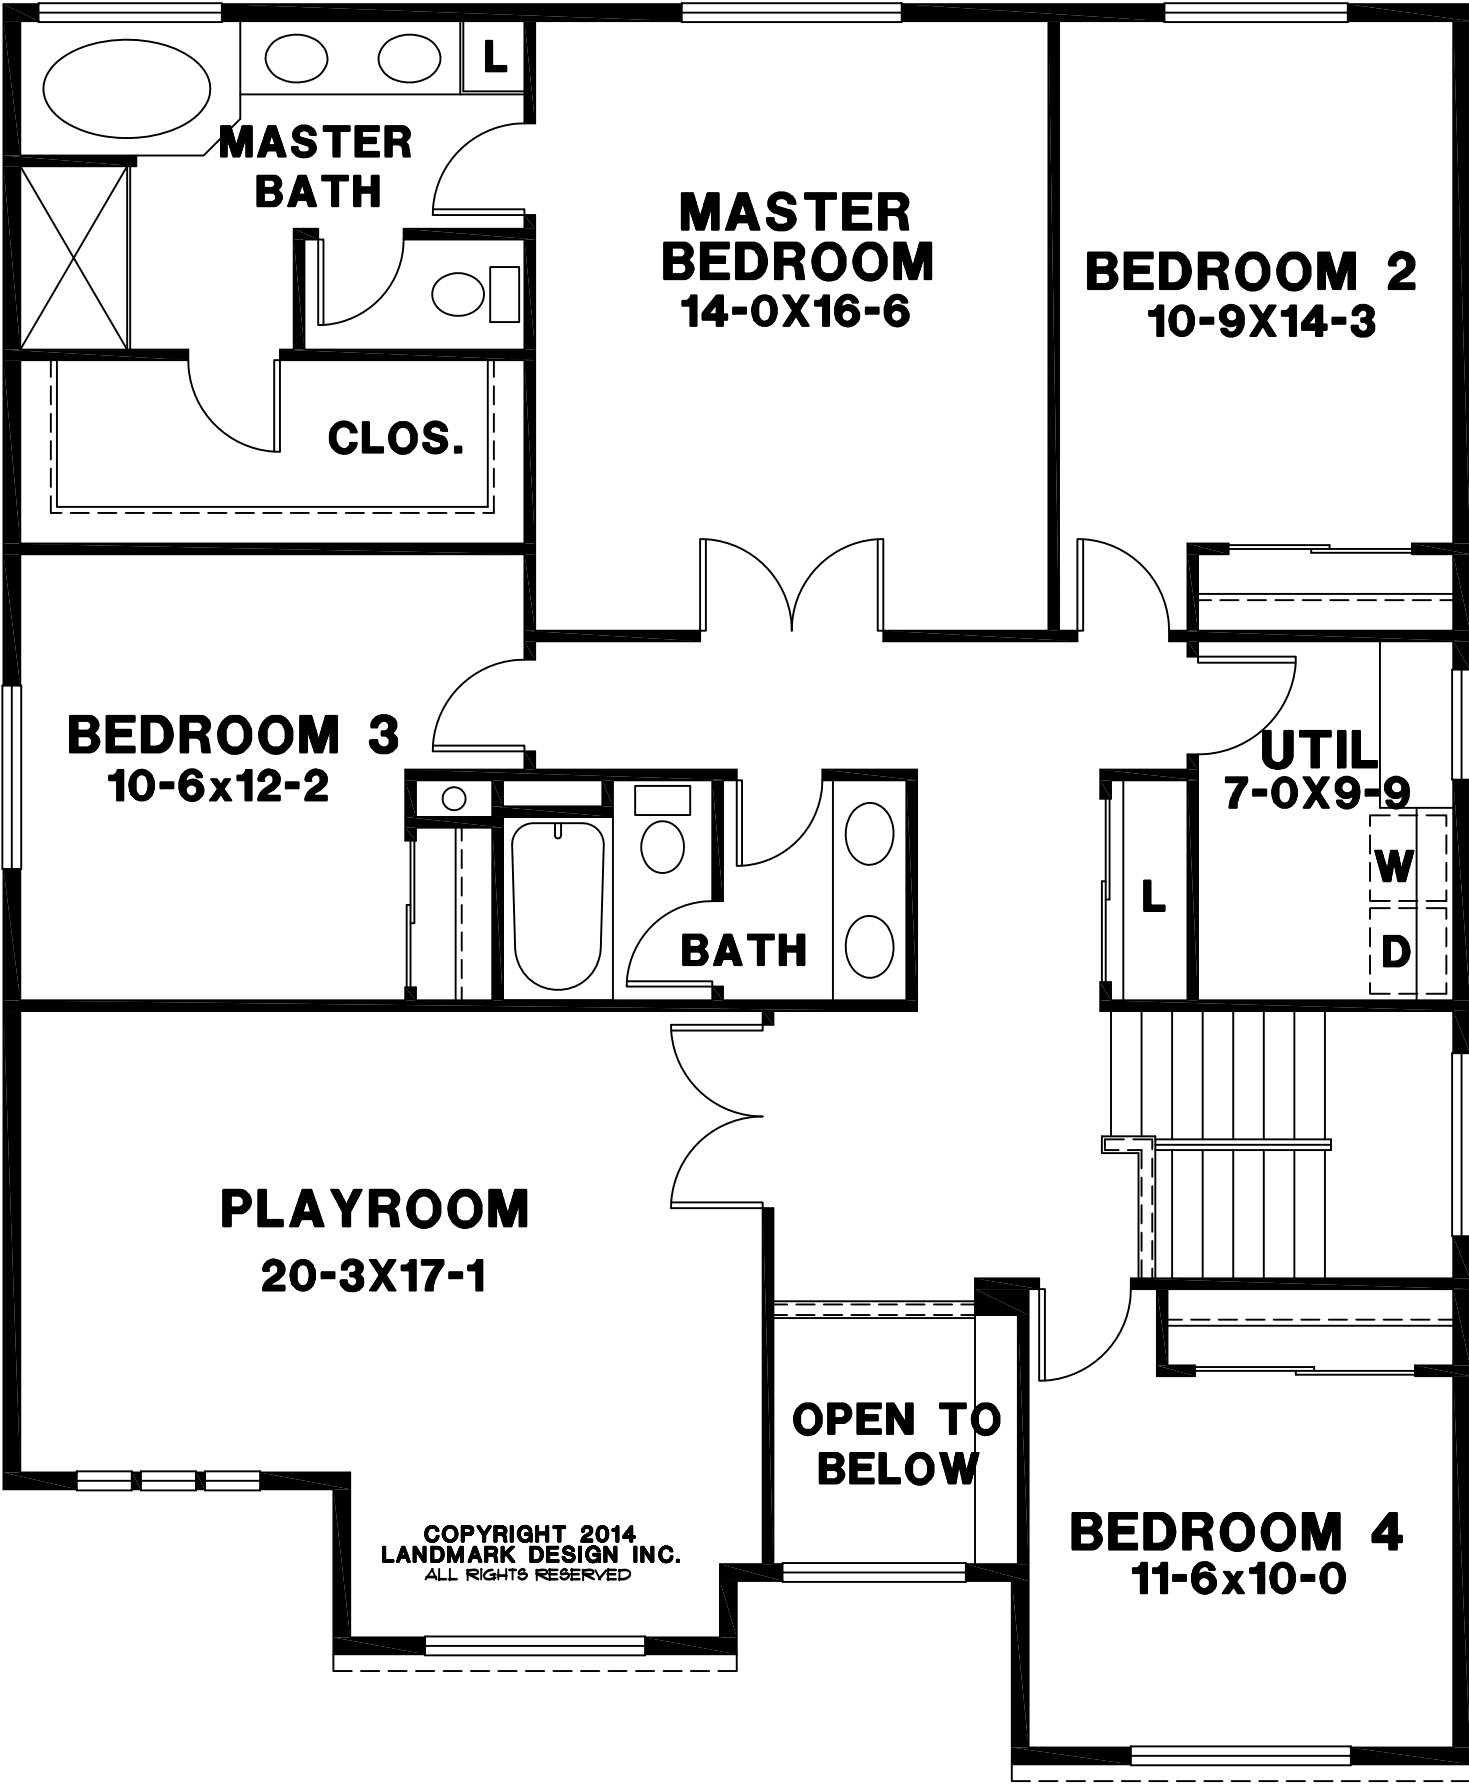 L
MASTER
BATH
MASTER
BEDROOM
14-0X16-6
BEDROOM 2
10-9X14-3
CLOS.
BEDROOM 3
10-6x12-2
UTIL
7-0X9-9
W
L
D
BATH
PLAYROOM
20-3X17-1
OPEN TO
BELOW
COPYRIGHT 2014
LANDMARK DESIGN INC.
ALL RIGHTS RESERVED
BEDROOM 4
11-6x10-0